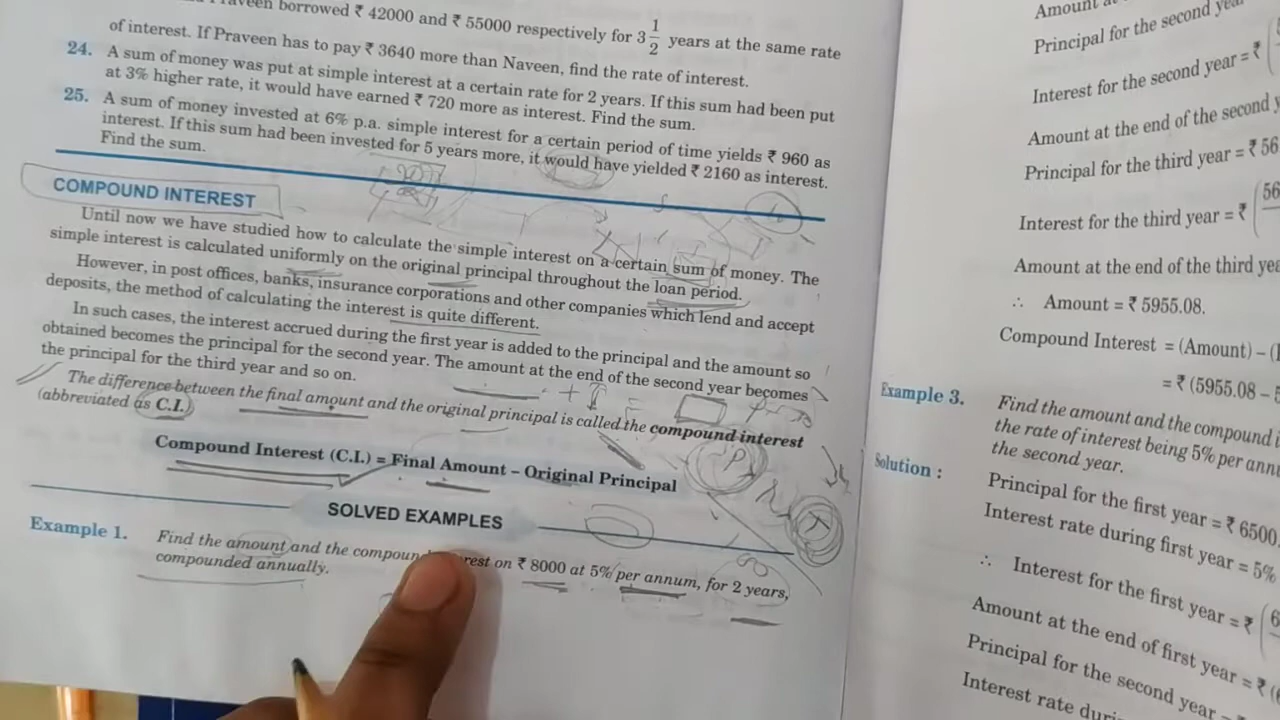 borrowed ₹ 42000 and ₹ 55000 respectively for 3 1/2 years at the same rate
of interest. If Praveen has to pay ₹ 3640 more than Naveen, find the rate of interest.
24. A sum of money was put at simple interest at a certain rate for 2 years. If this sum had been put
at 3% higher rate, it would have earned ₹ 720 more as interest. Find the sum.
25. A sum of money invested at 6% p.a. simple interest for a certain period of time yields ₹ 960 as
interest. If this sum had been invested for 5 years more, it would have yielded ₹ 2160 as interest.
Find the sum.
COMPOUND INTEREST
Until now we have studied how to calculate the simple interest on a certain sum of money. The
simple interest is calculated uniformly on the original principal throughout the loan period.
However, in post offices, banks, insurance corporations and other companies which lend and accept
deposits, the method of calculating the interest is quite different.
In such cases, the interest accrued during the first year is added to the principal and the amount so
obtained becomes the principal for the second year. The amount at the end of the second year becomes
the principal for the third year and so on.
The difference between the final amount and the original principal is called the compound interest
(abbreviated as C.I.)
Compound Interest (C.I.) = Final Amount – Original Principal
SOLVED EXAMPLES
Example 1. Find the amount and the on ₹ 8000 at 5% per annum, for 2 years,
compounded annually.
Amount
Principal for the second
Interest for the second year = ₹
Amount at the end of the second
Principal for the third year = ₹ 56
Interest for the third year = ₹ (56
Amount at the end of the third
∴ Amount = ₹ 5955.08.
Compound Interest = (Amount) – (
= ₹ (5955.08 –
Example 3. Find the amount and the compound
the rate of interest being 5% per
the second year.
Solution : Principal for the first year = ₹ 6500
Interest rate during first year = 5%
∴ Interest for the first year = ₹ (6
Amount at the end of first year = ₹ (
Principal for the second year
Interest rate